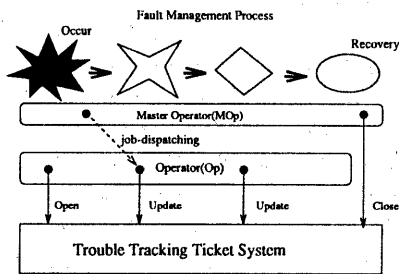 Fault Management Process
Occur
Recovery
Master Operator(MOp)
job-dispatching
Operator(Op)
Open
Update
Update
Close
Trouble Tracking Ticket System